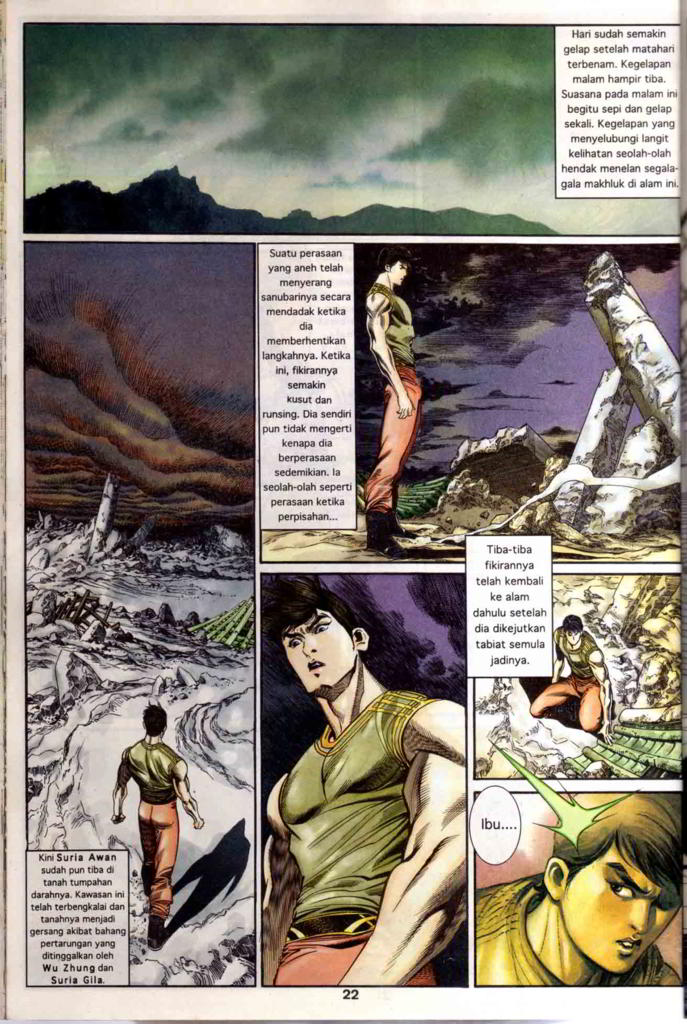 Hari sudah semakin
gelap setelah matahari
terbenam. Kegelapan
malam hampir tiba.
Suasana pada malam ini
begitu sepi dan gelap
sekali. Kegelapan yang
menyelubungi langit
kelihatan seolah-olah
hendak menelan segala-
gala makhluk di alam ini.
Kini Suria Awan
sudah pun tiba di
tanah tumpahan
darahnya. Kawasan ini
telah terbengkalai dan
tanahnya menjadi
gersang akibat bahang
pertarungan yang
ditinggalkan oleh
Wu Zhung dan
Suria Gila.
Suatu perasaan
yang aneh telah
menyerang
sanubarinya secara
mendadak ketika
dia
memberhentikan
langkahnya. Ketika
ini, fikirannya
semakin
kusut dan
runsing. Dia sendiri
pun tidak mengerti
kenapa dia
berperasaan
sedemikian. Ia
seolah-olah seperti
perasaan ketika
perpisahan...
Tiba-tiba
fikirannya
telah kembali
ke alam
dahulu setelah
dia dikejutkan
tabiat semula
jadinya.
Ibu....
22